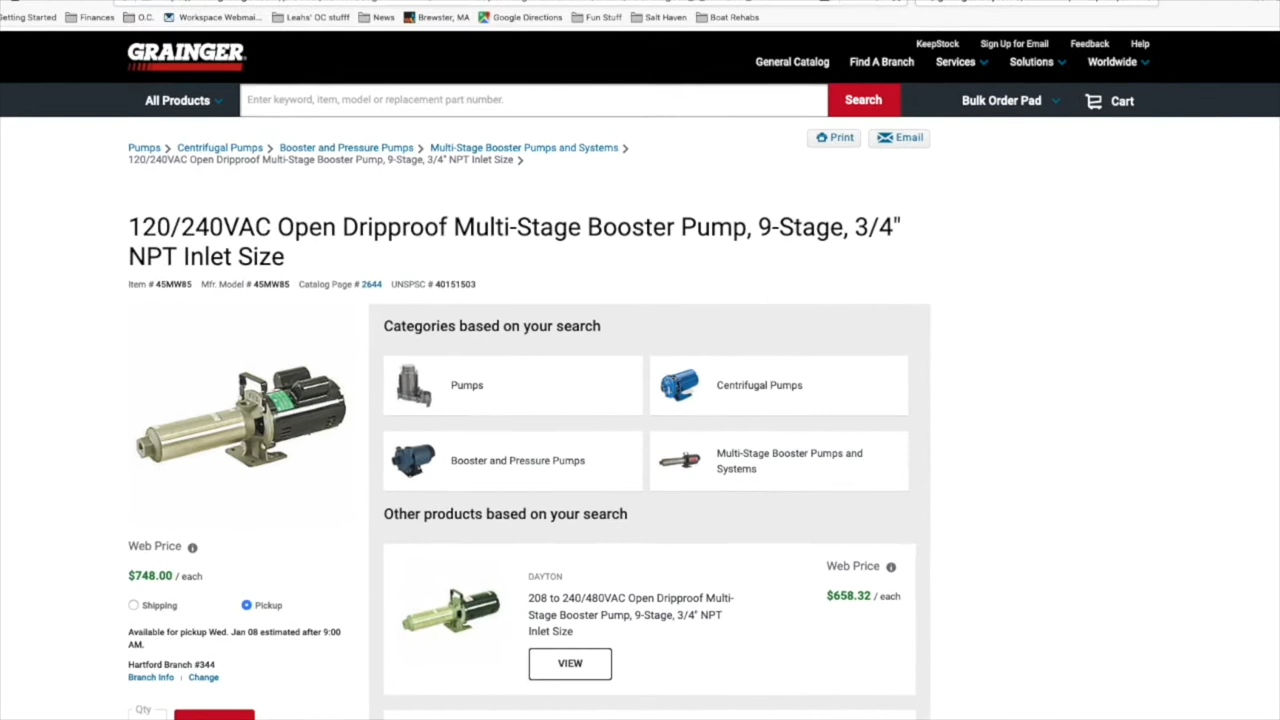 Getting Started
Finances
O.C.
Workspace Webmai...
Leahs' OC stufff
News
Brewster, MA
Google Directions
Fun Stuff
Salt Haven
Boat Rehabs
GRAINGER
KeepStock
Sign Up for Email
Feedback
Help
General Catalog
Find A Branch
Services
Solutions
Worldwide
All Products
Enter keyword, item, model or replacement part number.
Search
Bulk Order Pad
Cart
Print
Email
Pumps > Centrifugal Pumps > Booster and Pressure Pumps > Multi-Stage Booster Pumps and Systems >
120/240VAC Open Dripproof Multi-Stage Booster Pump, 9-Stage, 3/4" NPT Inlet Size >
120/240VAC Open Dripproof Multi-Stage Booster Pump, 9-Stage, 3/4"
NPT Inlet Size
Item # 45MW85 Mfr. Model # 45MW85 Catalog Page # 2644 UNSPSC # 40151503
Categories based on your search
Pumps
Centrifugal Pumps
Booster and Pressure Pumps
Multi-Stage Booster Pumps and
Systems
Other products based on your search
DAYTON
208 to 240/480VAC Open Dripproof Multi-
Stage Booster Pump, 9-Stage, 3/4" NPT
Inlet Size
VIEW
Web Price
$658.32 / each
Web Price
$748.00 / each
Shipping
Pickup
Available for pickup Wed. Jan 08 estimated after 9:00
AM.
Hartford Branch #344
Branch Info | Change
Qty